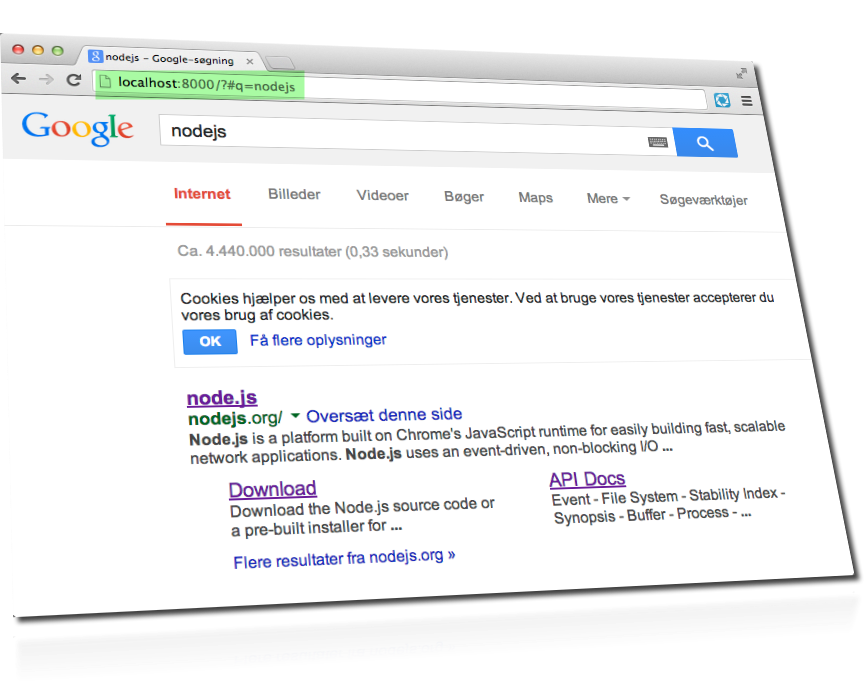 nodejs – Google-søgning
localhost:8000/?#q=nodejs
Google
nodejs
Internet Billeder Videoer Bøger Maps Mere Søgeværktøjer
Ca. 4.440.000 resultater (0,33 sekunder)
Cookies hjælper os med at levere vores tjenester. Ved at bruge vores tjenester accepterer du
vores brug af cookies.
OK Få flere oplysninger
node.js
nodejs.org/ Oversæt denne side
Node.js is a platform built on Chrome's JavaScript runtime for easily building fast, scalable
network applications. Node.js uses an event-driven, non-blocking I/O ...
Download
Download the Node.js source code or
a pre-built installer for ...
API Docs
Event - File System - Stability Index -
Synopsis - Buffer - Process - ...
Flere resultater fra nodejs.org »